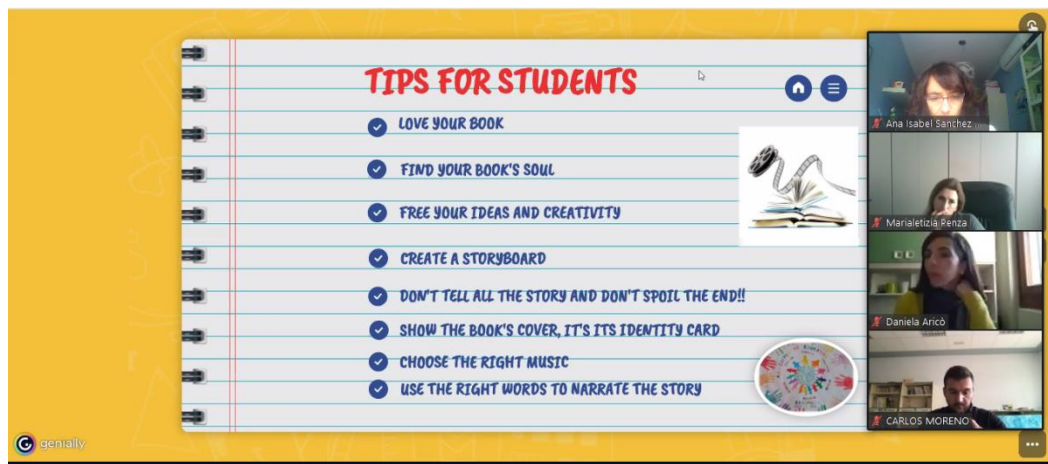 TIPS FOR STUDENTS
LOVE YOUR BOOK
FIND YOUR BOOK'S SOUL
FREE YOUR IDEAS AND CREATIVITY
CREATE A STORYBOARD
DON'T TELL ALL THE STORY AND DON'T SPOIL THE END!!
SHOW THE BOOK'S COVER, IT'S ITS IDENTITY CARD
CHOOSE THE RIGHT MUSIC
USE THE RIGHT WORDS TO NARRATE THE STORY
Ana Isabel Sanchez ...
Marialetizia Penza
Daniela Aricò
CARLOS MORENO
genially